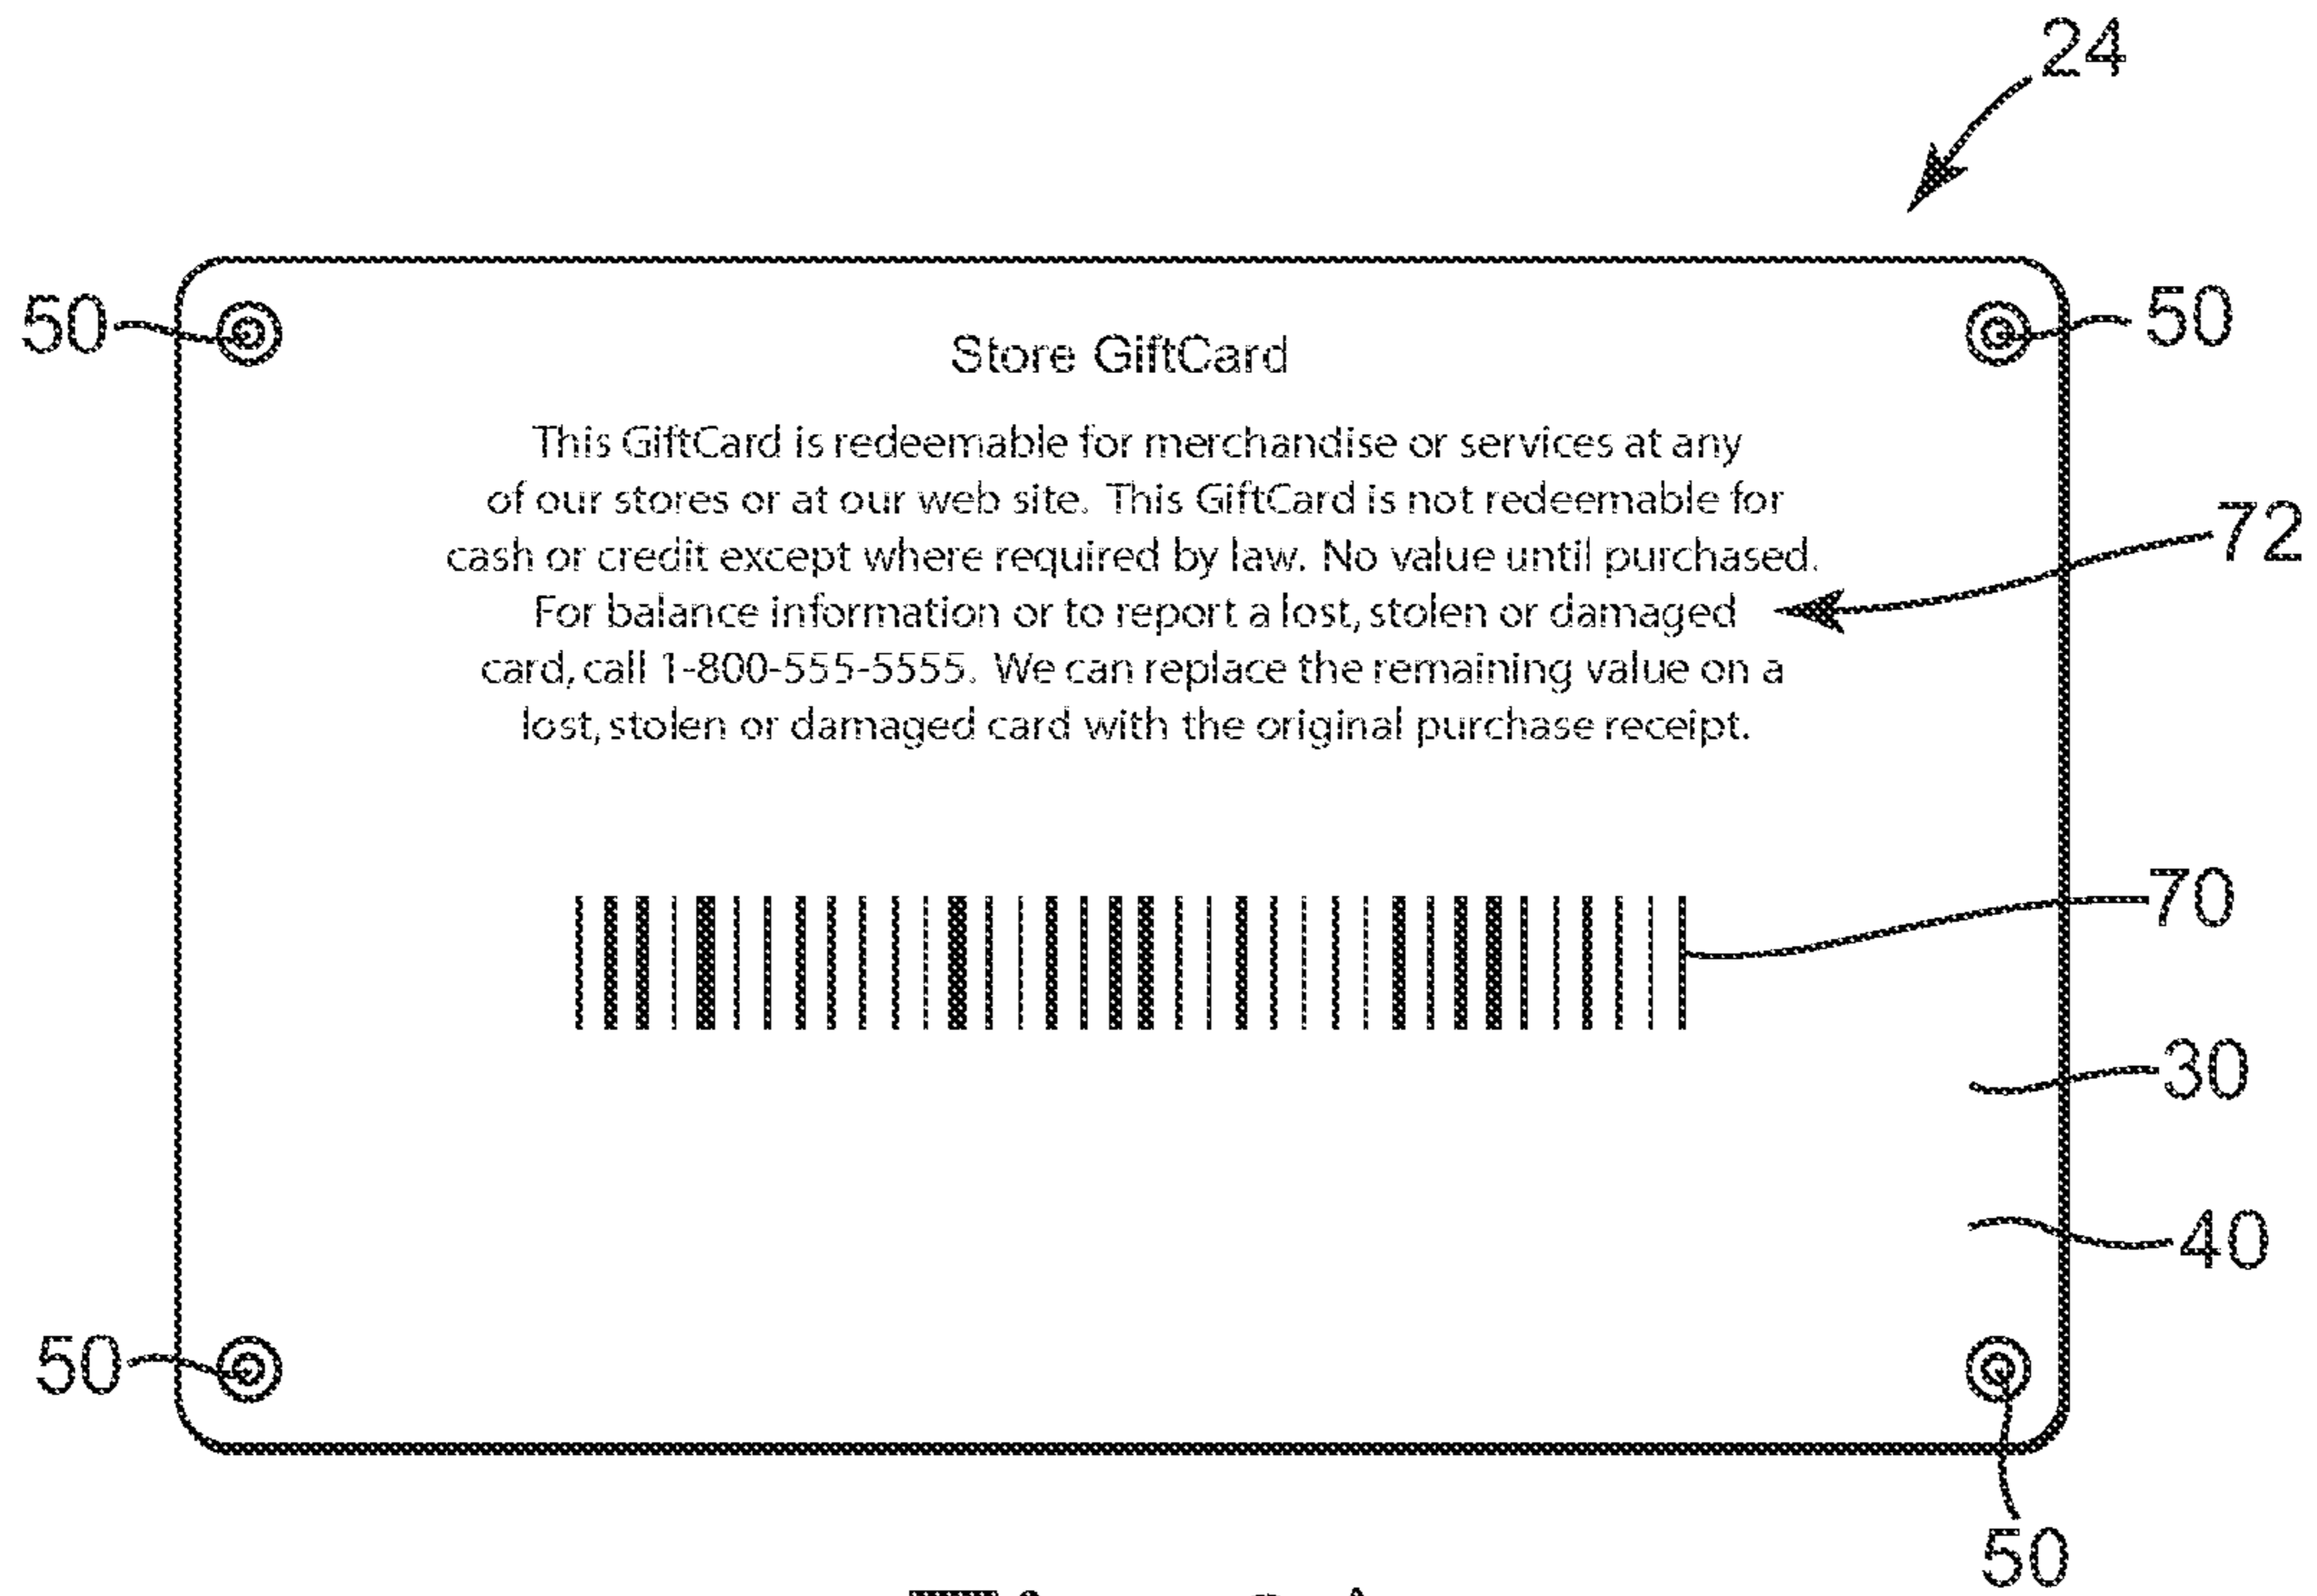 24
50
50
Store GiftCard
This GiftCard is redeemable for merchandise or services at any
of our stores or at our web site. This GiftCard is not redeemable for
cash or credit except where required by law. No value until purchased.
72
For balance information or to report a lost, stolen or damaged
card, call 1-800-555-5555. We can replace the remaining value on a
lost, stolen or damaged card with the original purchase receipt.
70
30
40
50
50